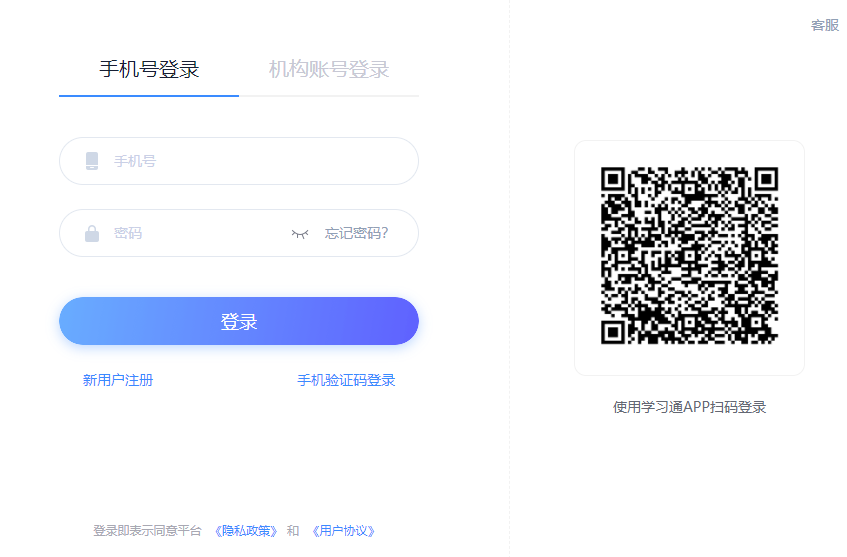 客服
手机号登录
机构账号登录
手机号
密码
忘记密码?
登录
新用户注册
手机验证码登录
使用学习通APP扫码登录
登录即表示同意平台 《隐私政策》 和 《用户协议》